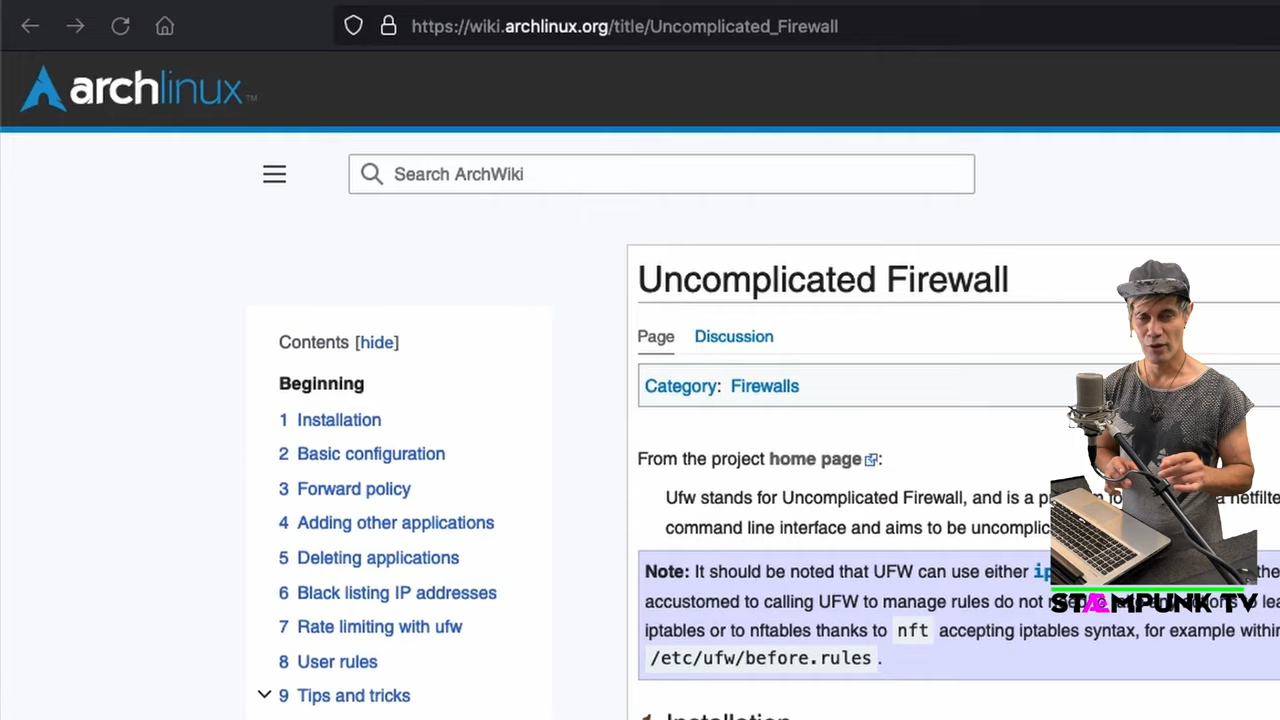 https://wiki.archlinux.org/title/Uncomplicated_Firewall
archlinux™
Search ArchWiki
Uncomplicated Firewall
Page Discussion
Category: Firewalls
Contents [hide]
Beginning
1 Installation
2 Basic configuration
3 Forward policy
4 Adding other applications
5 Deleting applications
6 Black listing IP addresses
7 Rate limiting with ufw
8 User rules
9 Tips and tricks
From the project home page:
Ufw stands for Uncomplicated Firewall, and is a
command line interface and aims to be
Note: It should be noted that UFW can use either
accustomed to calling UFW to manage rules do not
iptables or to nftables thanks to nft accepting iptables syntax, for example
/etc/ufw/before.rules.
1 Installation
STAMPUNK TV